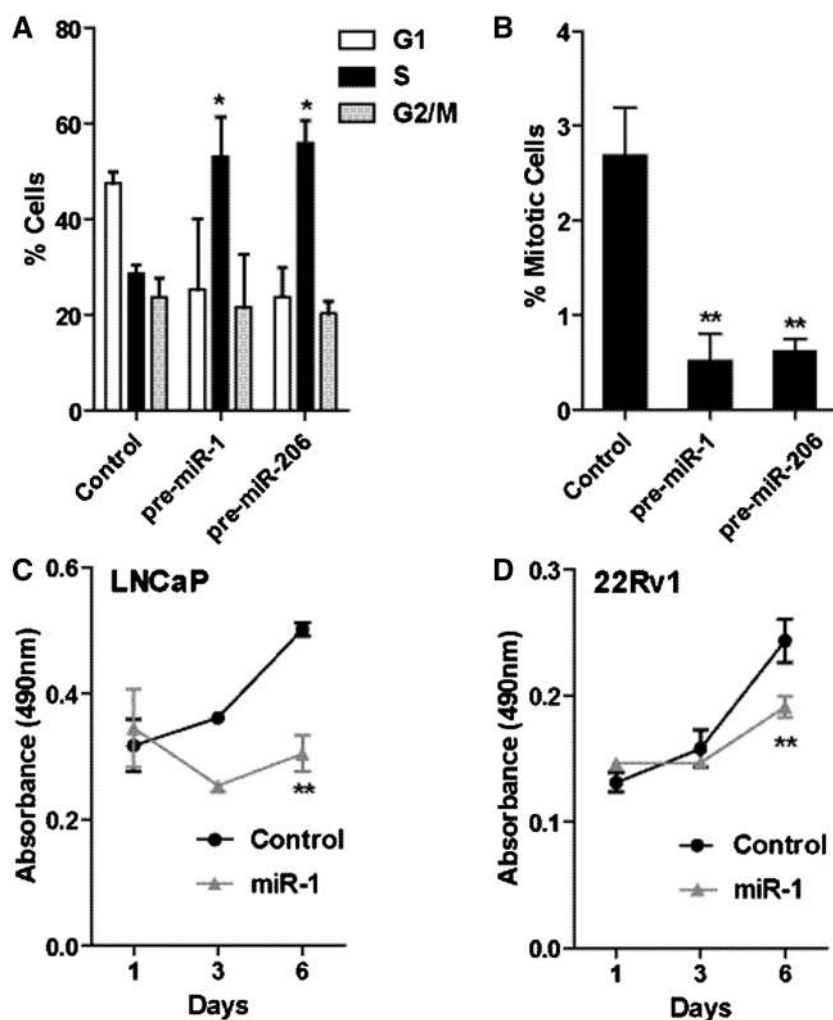 A
G1
S
G2/M
% Cells
80
60
40
20
0
*
*
Control
pre-miR-1
pre-miR-206
B
% Mitotic Cells
4
3
2
1
0
**
**
Control
pre-miR-1
pre-miR-206
C
LNCaP
Absorbance (490nm)
0.6
0.4
0.2
0.0
**
Control
miR-1
1 3 6
Days
D
22Rv1
Absorbance (490nm)
0.3
0.2
0.1
0.0
**
Control
miR-1
1 3 6
Days